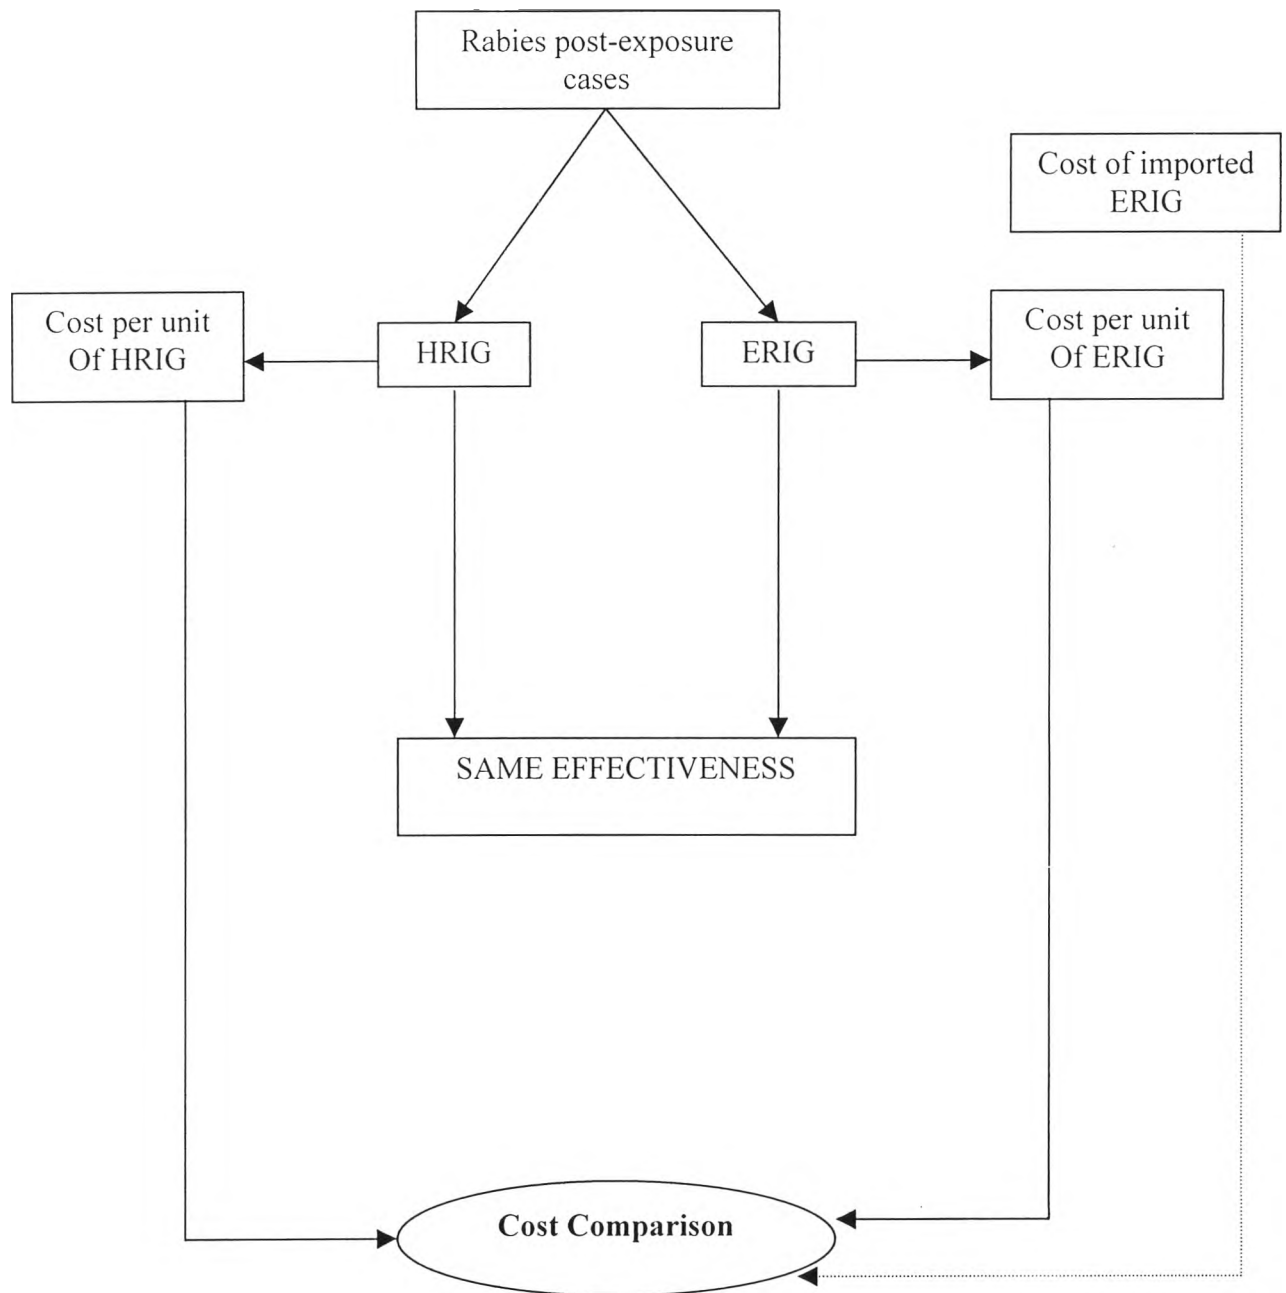 Rabies post-exposure
cases
Cost of imported
ERIG
Cost per unit
Of HRIG
HRIG
ERIG
Cost per unit
Of ERIG
SAME EFFECTIVENESS
Cost Comparison